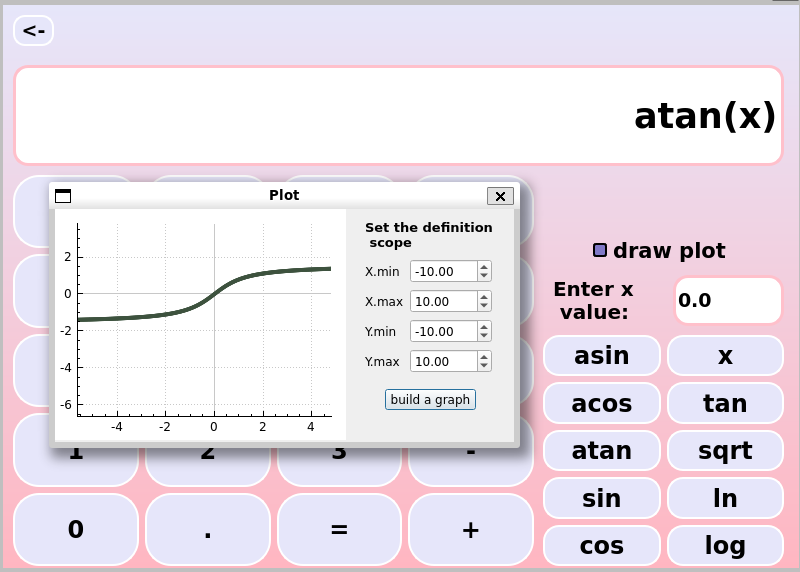 <-
atan(x)
Plot
Set the definition
scope
X.min -10.00
X.max 10.00
Y.min -10.00
Y.max 10.00
build a graph
2
0
-2
-4
-6
-4 -2 0 2 4
draw plot
Enter x
value:
0.0
asin x
acos tan
atan sqrt
sin ln
cos log
1 2 3 -
0 . = +